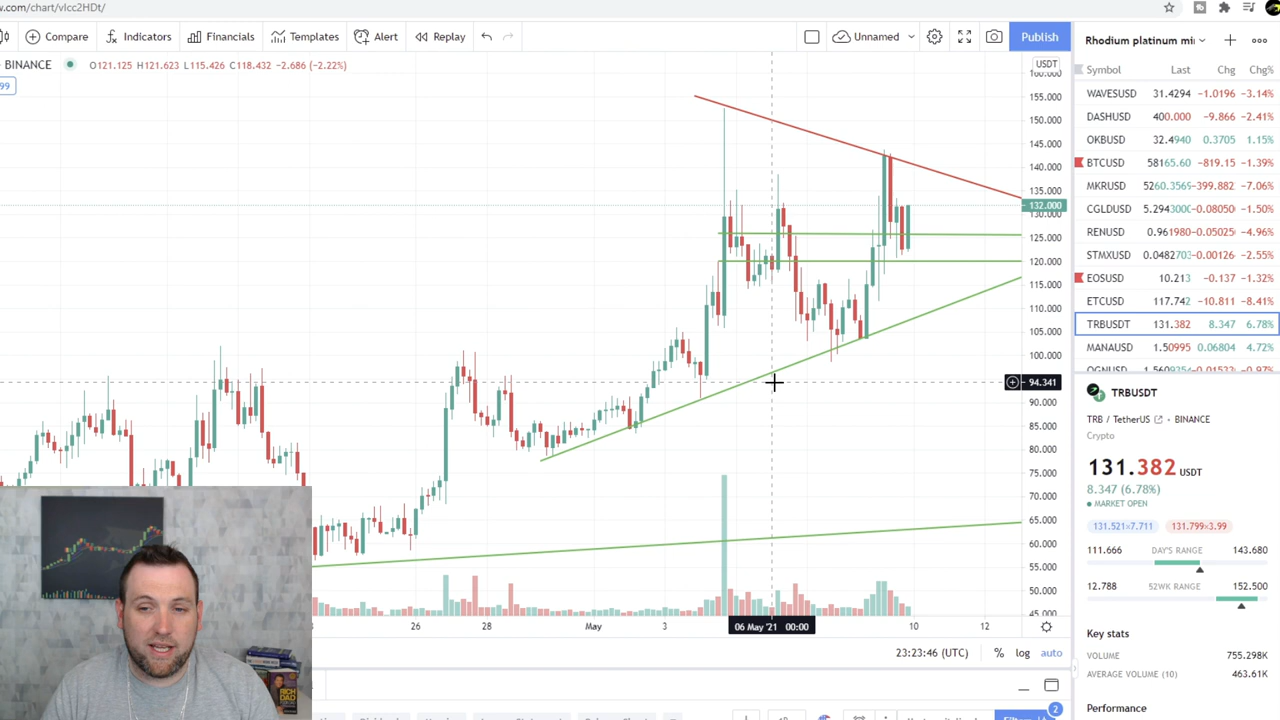 w.com/chart/vlcc2HDt/
Compare Indicators Financials Templates Alert Replay Unnamed Publish
Rhodium platinum mi
BINANCE O121.125 H121.623 L115.426 C118.432 -2.686 (-2.22%)
99
USDT
Symbol Last Chg Chg%
WAVESUSD 31.4294 -1.0196 -3.14%
DASHUSD 400.000 -9.866 -2.41%
OKBUSD 32.4940 0.3705 1.15%
BTCUSD 58165.60 -819.15 -1.39%
MKRUSD 5260.3569 -399.882 -7.06%
CGLDUSD 5.294300 -0.08050 -1.50%
RENUSD 0.961980 -0.05025 -4.96%
STMXUSD 0.048270 -0.00126 -2.55%
EOSUSD 10.213 -0.137 -1.32%
ETCUSD 117.742 -10.811 -8.41%
TRBUSDT 131.382 8.347 6.78%
MANAUSD 1.50995 0.06804 4.72%
160.000
155.000
150.000
145.000
140.000
135.000
132.000
130.000
125.000
120.000
115.000
110.000
105.000
100.000
94.341
90.000
85.000
80.000
75.000
70.000
65.000
60.000
55.000
50.000
45.000
26 28 May 3 06 May '21 00:00 10 12
23:23:46 (UTC) % log auto
TRBUSDT
TRB / TetherUS • BINANCE
Crypto
131.382 USDT
8.347 (6.78%)
MARKET OPEN
131.521×7.711 131.799×3.99
111.666 DAY'S RANGE 143.680
12.788 52WK RANGE 152.500
Key stats
VOLUME 755.298K
AVERAGE VOLUME (10) 463.61K
Performance
2
RICH
DAD